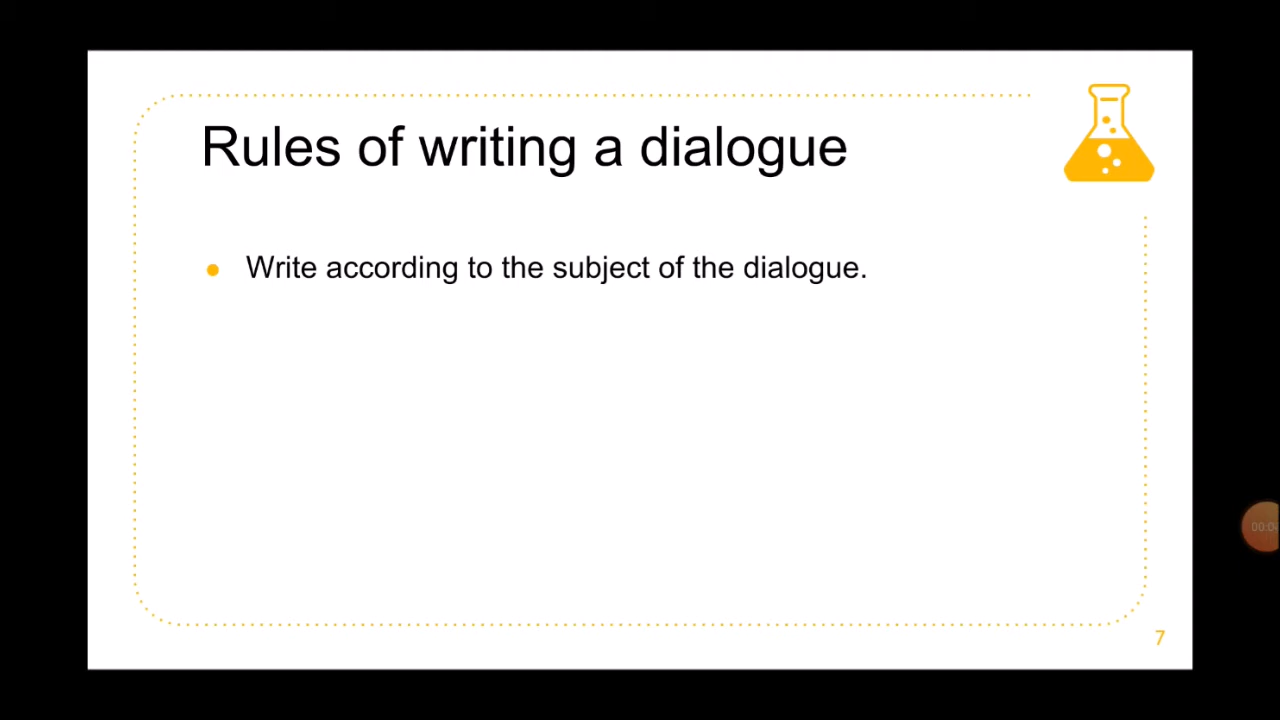 Rules of writing a dialogue
Write according to the subject of the dialogue.
7